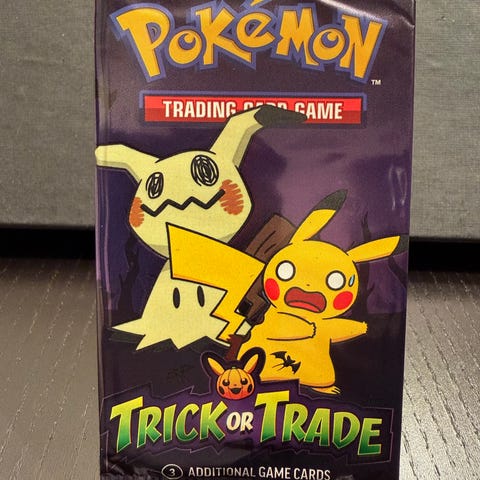 POKéMON
TM
TRADING CARD GAME
TRICK OR TRADE
3 ADDITIONAL GAME CARDS